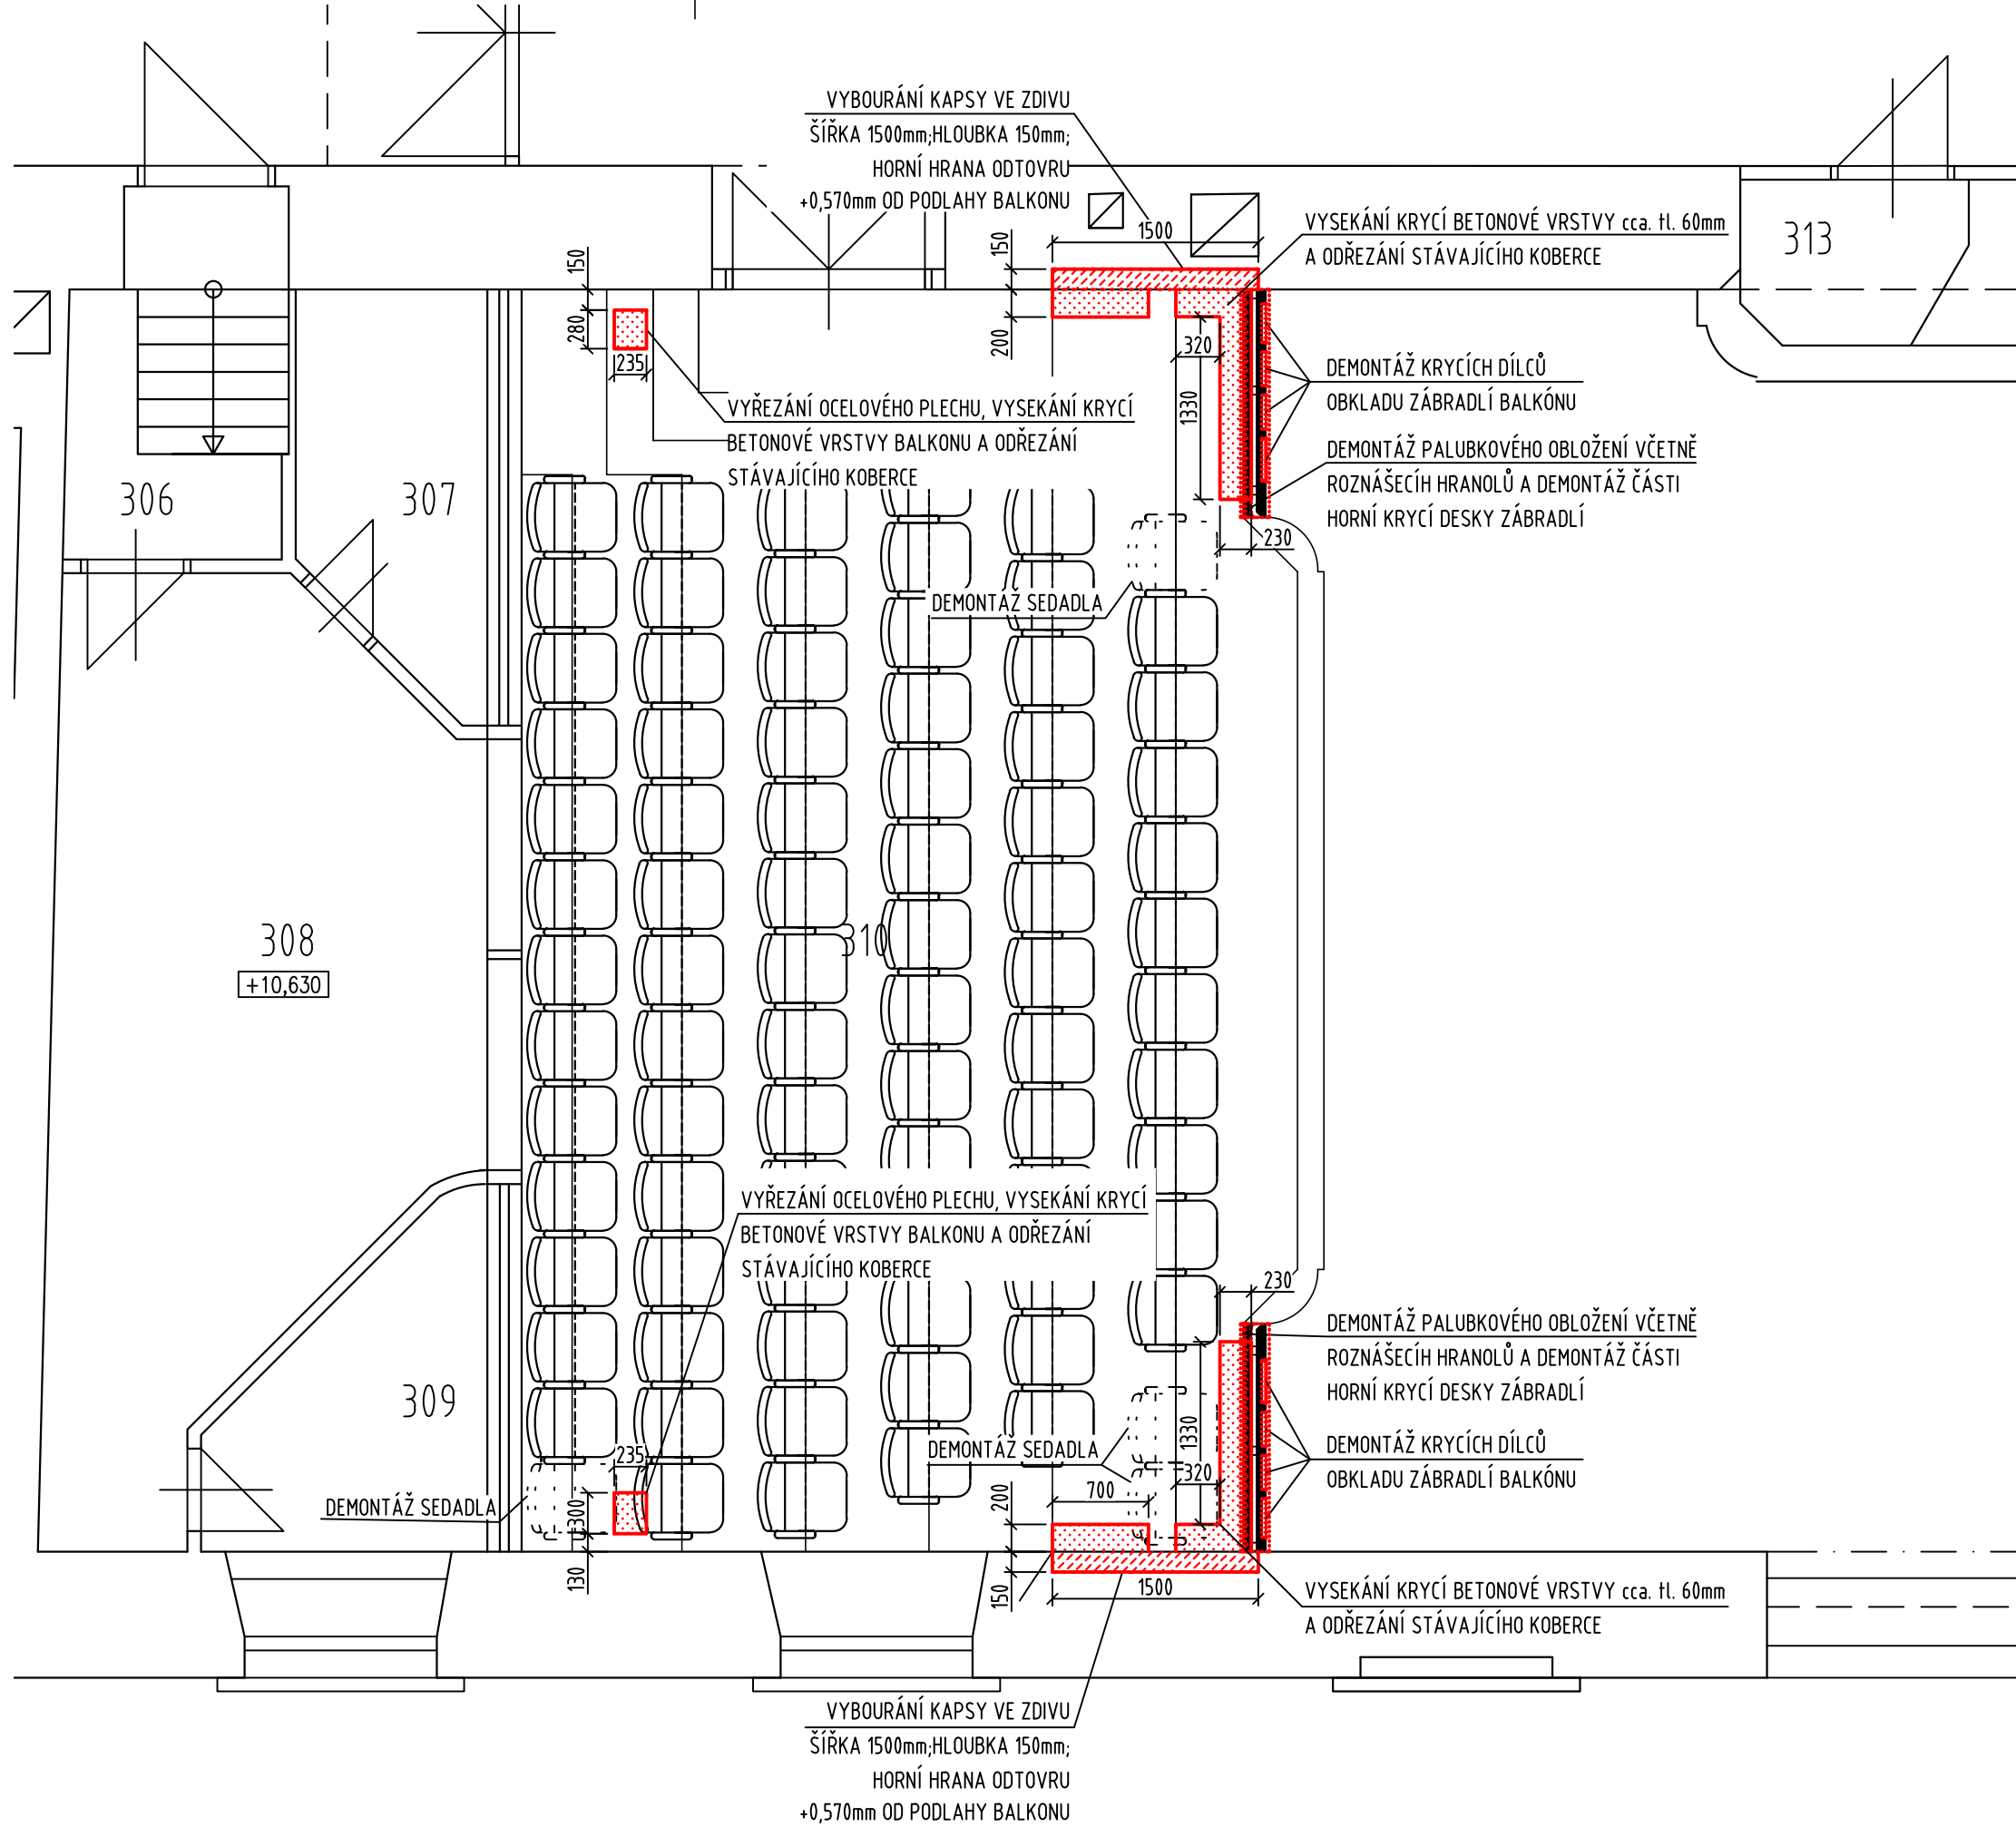 VYBOURÁNÍ KAPSY VE ZDIVU
ŠÍŘKA 1500mm;HLOUBKA 150mm;
HORNÍ HRANA ODTOVRU
+0,570mm OD PODLAHY BALKONU
1500
150
200
VYSEKÁNÍ KRYCÍ BETONOVÉ VRSTVY cca. tl. 60mm
A ODŘEZÁNÍ STÁVAJÍCÍHO KOBERCE
313
150
280
235
320
1330
230
DEMONTÁŽ KRYCÍCH DÍLCŮ
OBKLADU ZÁBRADLÍ BALKÓNU
VYŘEZÁNÍ OCELOVÉHO PLECHU, VYSEKÁNÍ KRYCÍ
BETONOVÉ VRSTVY BALKONU A ODŘEZÁNÍ
STÁVAJÍCÍHO KOBERCE
DEMONTÁŽ PALUBKOVÉHO OBLOŽENÍ VČETNĚ
ROZNÁŠECÍH HRANOLŮ A DEMONTÁŽ ČÁSTI
HORNÍ KRYCÍ DESKY ZÁBRADLÍ
306
307
DEMONTÁŽ SEDADLA
308
+10,630
310
VYŘEZÁNÍ OCELOVÉHO PLECHU, VYSEKÁNÍ KRYCÍ
BETONOVÉ VRSTVY BALKONU A ODŘEZÁNÍ
STÁVAJÍCÍHO KOBERCE
230
DEMONTÁŽ PALUBKOVÉHO OBLOŽENÍ VČETNĚ
ROZNÁŠECÍH HRANOLŮ A DEMONTÁŽ ČÁSTI
HORNÍ KRYCÍ DESKY ZÁBRADLÍ
309
1330
DEMONTÁŽ KRYCÍCH DÍLCŮ
OBKLADU ZÁBRADLÍ BALKÓNU
DEMONTÁŽ SEDADLA
235
320
700
200
DEMONTÁŽ SEDADLA
300
130
150
1500
VYSEKÁNÍ KRYCÍ BETONOVÉ VRSTVY cca. tl. 60mm
A ODŘEZÁNÍ STÁVAJÍCÍHO KOBERCE
VYBOURÁNÍ KAPSY VE ZDIVU
ŠÍŘKA 1500mm;HLOUBKA 150mm;
HORNÍ HRANA ODTOVRU
+0,570mm OD PODLAHY BALKONU